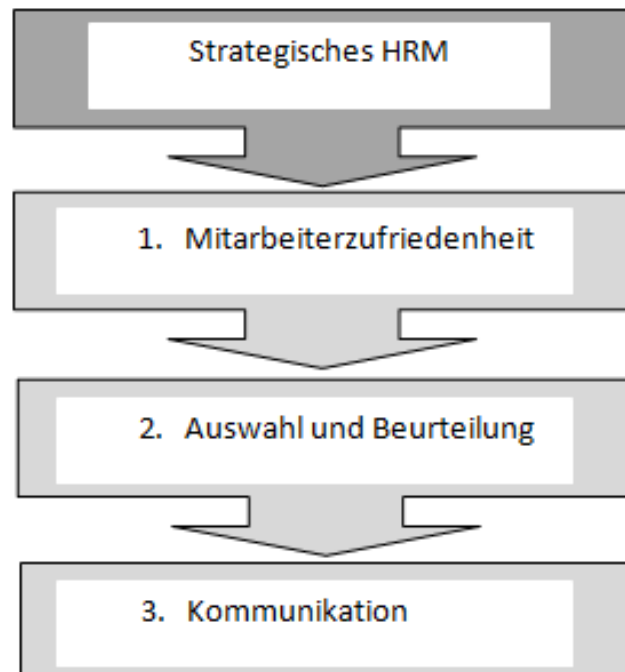 Strategisches HRM
1. Mitarbeiterzufriedenheit
2. Auswahl und Beurteilung
3. Kommunikation